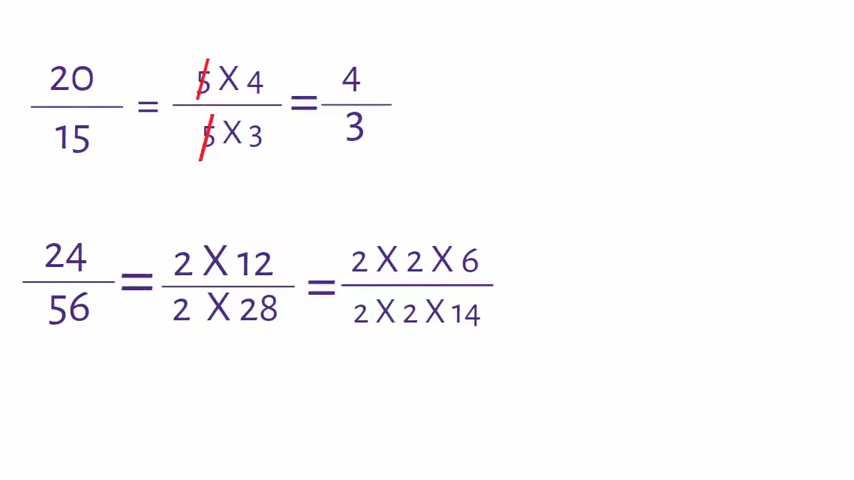 20 / 15 = 5 X 4 / 5 X 3 = 4 / 3
24 / 56 = 2 X 12 / 2 X 28 = 2 X 2 X 6 / 2 X 2 X 14